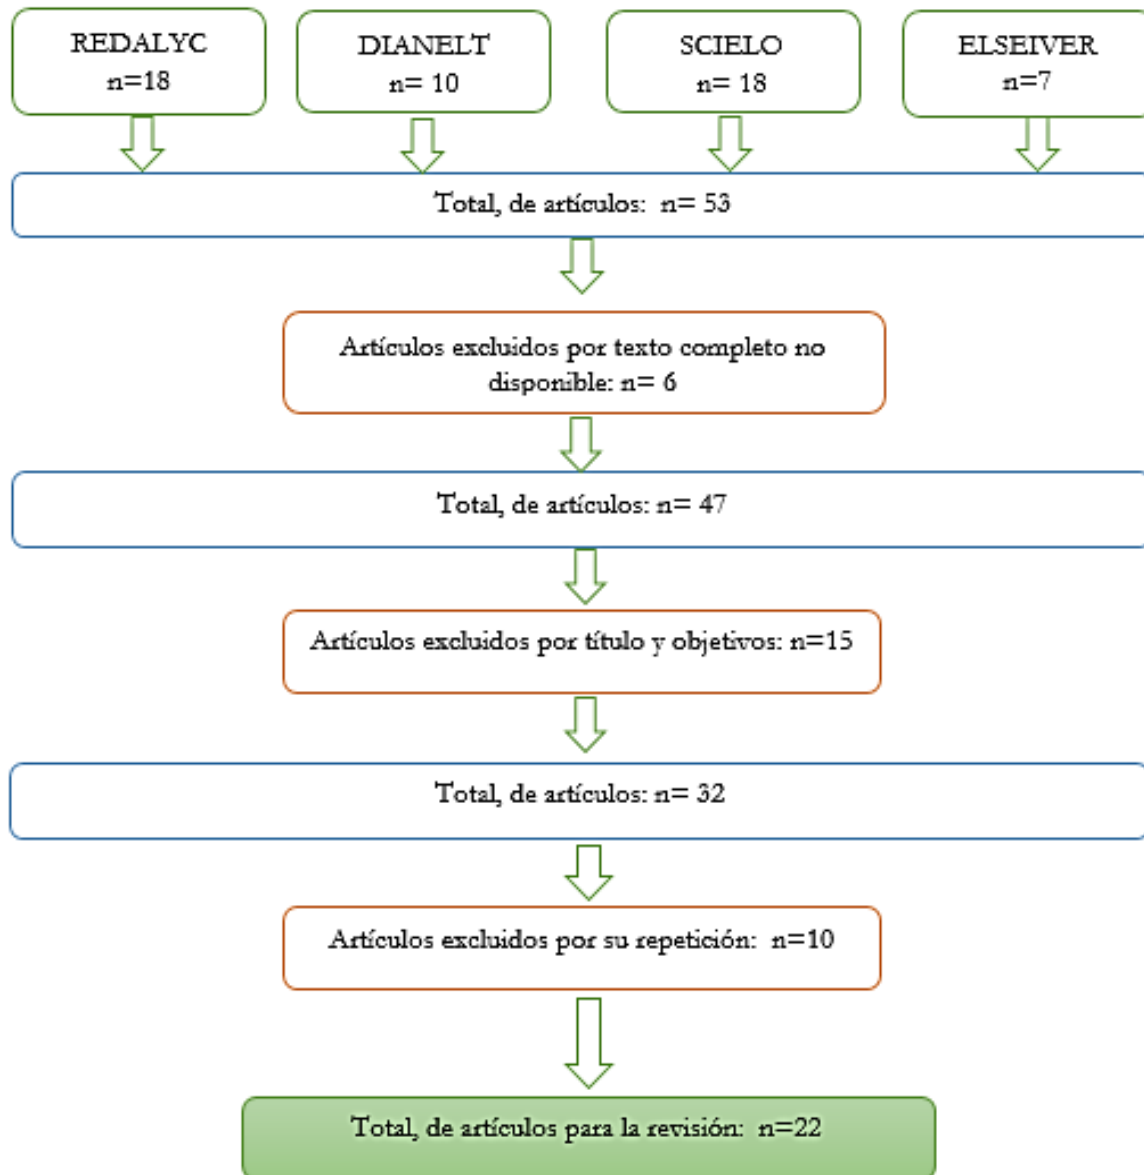 REDALYC
n=18
DIANELT
n= 10
SCIELO
n= 18
ELSEIVER
n=7
Total, de artículos:  n= 53
Artículos excluidos por texto completo no
disponible: n= 6
Total, de artículos: n= 47
Artículos excluidos por título y objetivos: n=15
Total, de artículos: n= 32
Artículos excluidos por su repetición:  n=10
Total, de artículos para la revisión:  n=22